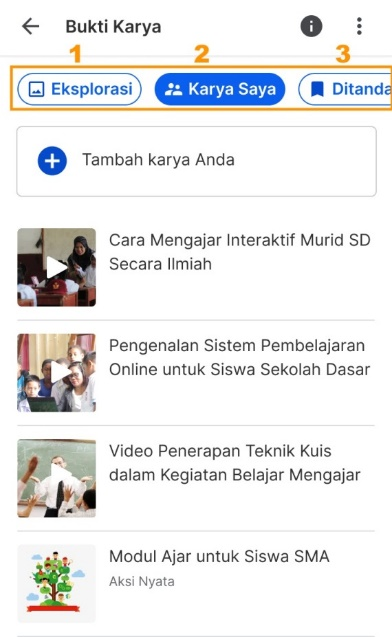 Bukti Karya
1 2 3
Eksplorasi Karya Saya Ditanda
Tambah karya Anda
Cara Mengajar Interaktif Murid SD
Secara Ilmiah
Pengenalan Sistem Pembelajaran
Online untuk Siswa Sekolah Dasar
Video Penerapan Teknik Kuis
dalam Kegiatan Belajar Mengajar
Modul Ajar untuk Siswa SMA
Aksi Nyata